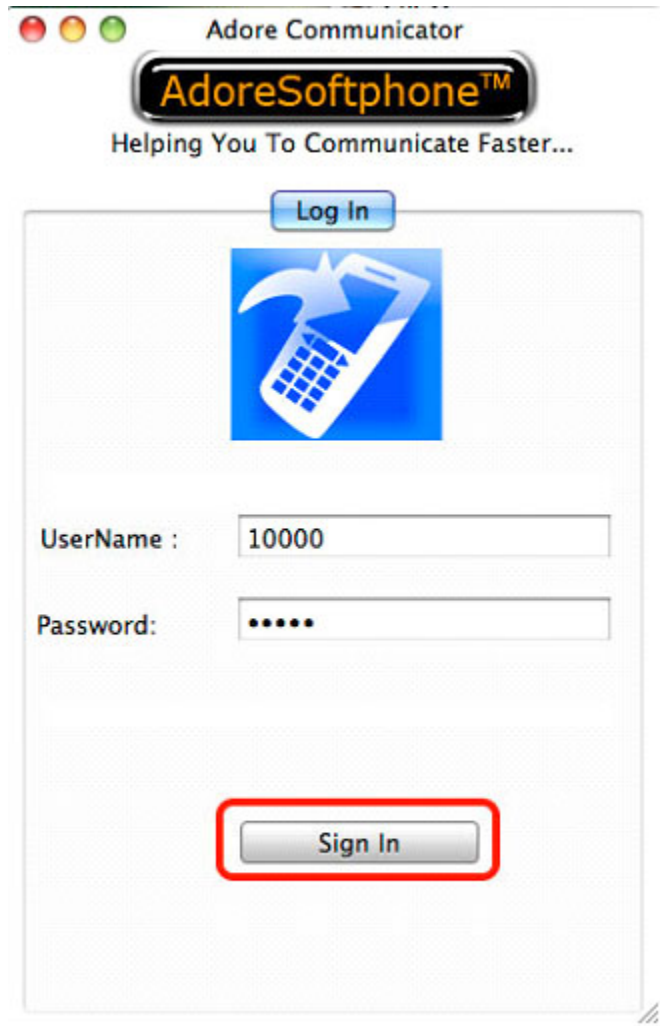 Adore Communicator
AdoreSoftphone™
Helping You To Communicate Faster...
Log In
UserName : 10000
Password: •••••
Sign In